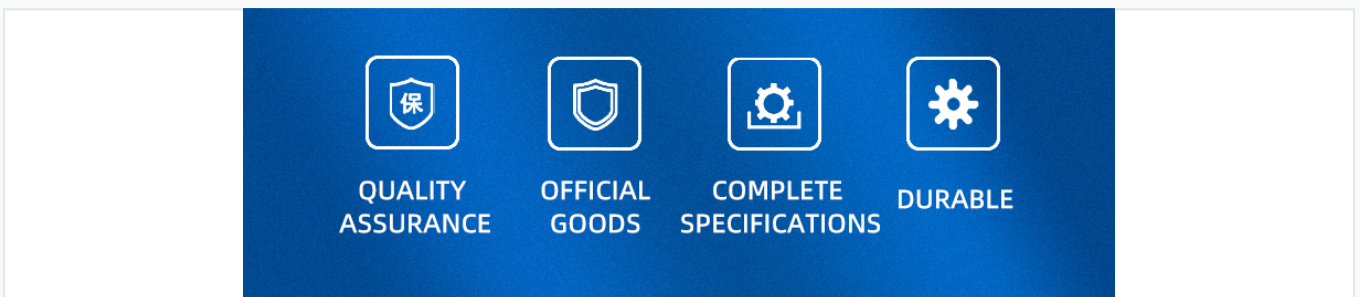 保
QUALITY
ASSURANCE
OFFICIAL
GOODS
COMPLETE
SPECIFICATIONS
DURABLE